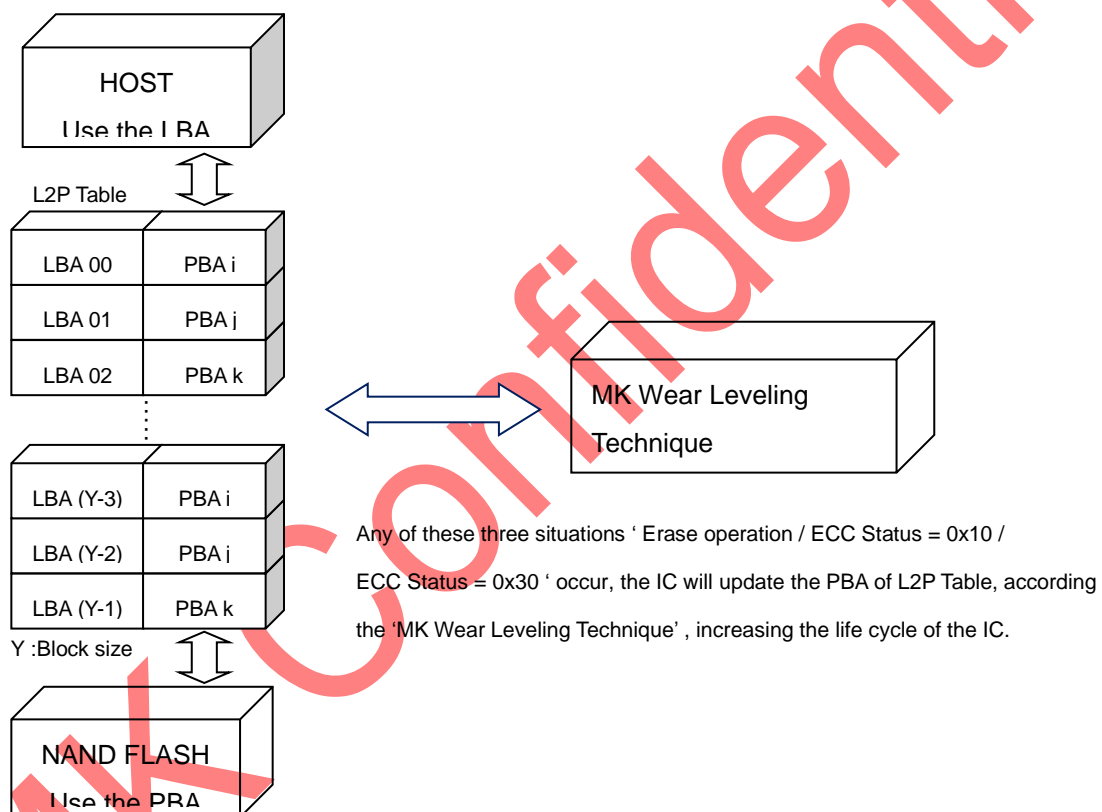 HOST
Use the LBA
L2P Table
LBA 00 PBA i
LBA 01 PBA j
LBA 02 PBA k
LBA (Y-3) PBA i
LBA (Y-2) PBA j
LBA (Y-1) PBA k
Y :Block size
NAND FLASH
Use the PBA
MK Wear Leveling
Technique
Any of these three situations ‘ Erase operation / ECC Status = 0x10 /
ECC Status = 0x30 ‘ occur, the IC will update the PBA of L2P Table, according
the ‘MK Wear Leveling Technique’ , increasing the life cycle of the IC.
MK Confidenti